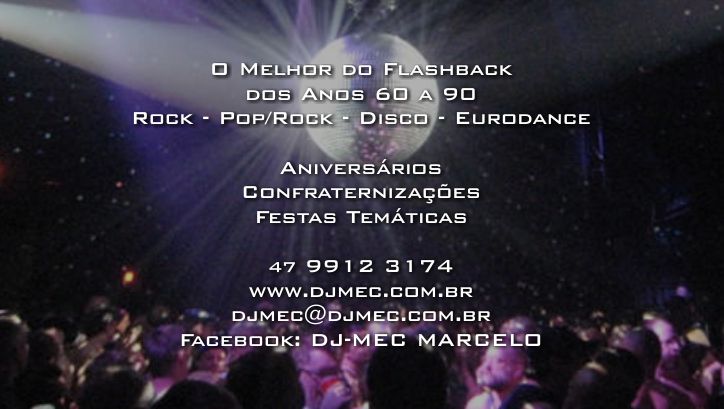 O Melhor do Flashback
dos Anos 60 a 90
Rock - Pop/Rock - Disco - Eurodance
Aniversários
Confraternizações
Festas Temáticas
47 9912 3174
www.djmec.com.br
djmec@djmec.com.br
Facebook: DJ-MEC MARCELO